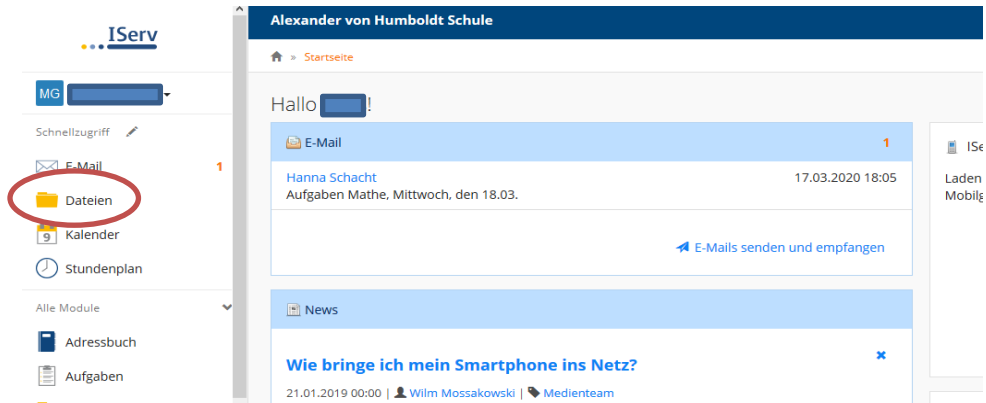 IServ
MG
Schnellzugriff
E-Mail 1
Dateien
9 Kalender
Stundenplan
Alle Module
Adressbuch
Aufgaben
Alexander von Humboldt Schule
» Startseite
Hallo !
E-Mail 1
Hanna Schacht 17.03.2020 18:05
Aufgaben Mathe, Mittwoch, den 18.03.
E-Mails senden und empfangen
News
Wie bringe ich mein Smartphone ins Netz?
21.01.2019 00:00 | Wilm Mossakowski | Medienteam
Laden